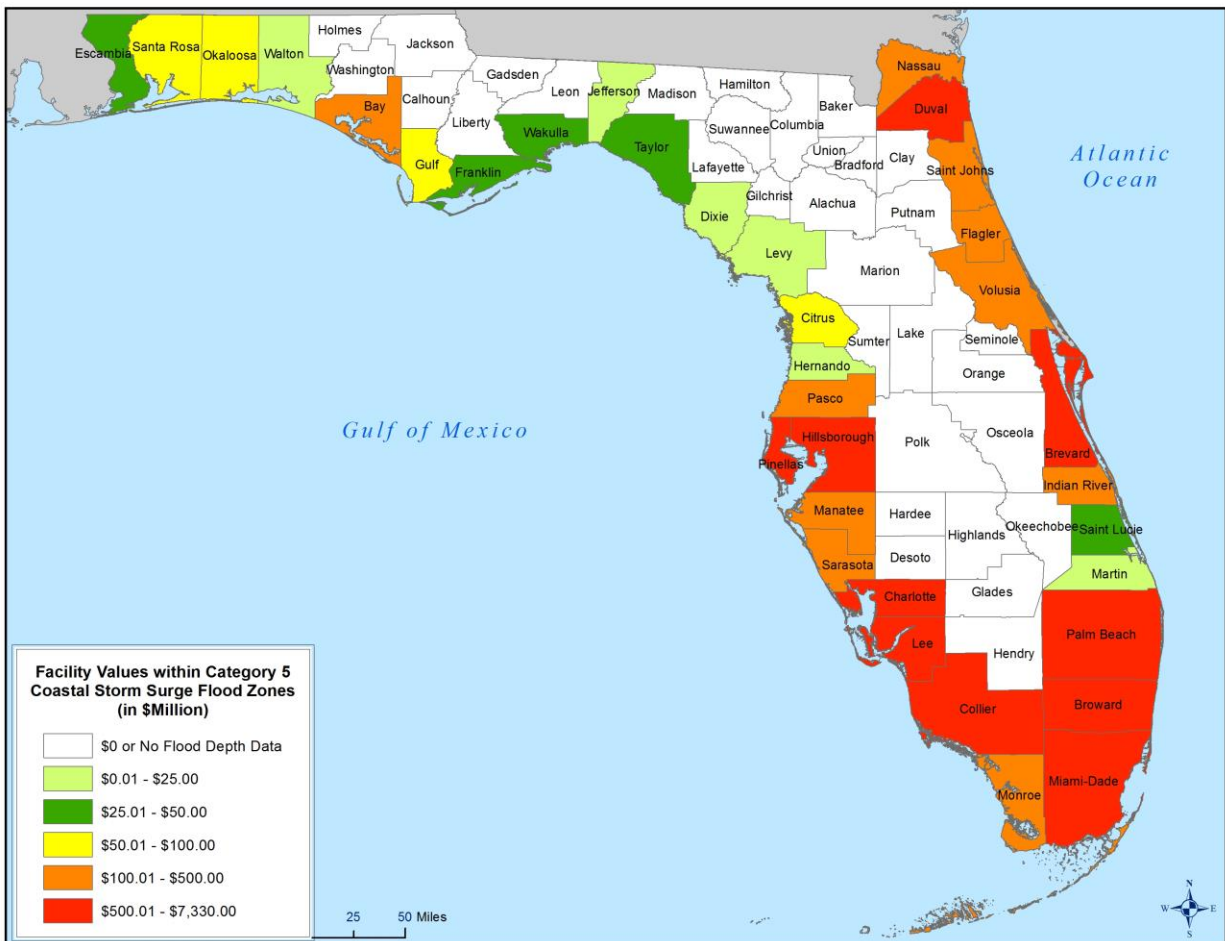 Escambia
Santa Rosa
Okaloosa
Walton
Holmes
Washington
Jackson
Bay
Calhoun
Gulf
Gadsden
Liberty
Leon
Franklin
Wakulla
Jefferson
Madison
Taylor
Hamilton
Suwannee
Lafayette
Dixie
Columbia
Baker
Union
Bradford
Gilchrist
Alachua
Levy
Nassau
Duval
Clay
Saint Johns
Putnam
Flagler
Marion
Volusia
Citrus
Sumter
Lake
Seminole
Hernando
Orange
Pasco
Pinellas
Hillsborough
Polk
Osceola
Brevard
Indian River
Manatee
Hardee
Highlands
Okeechobee
Saint Lucie
Sarasota
Desoto
Martin
Charlotte
Glades
Lee
Hendry
Palm Beach
Collier
Broward
Monroe
Miami-Dade
Atlantic
Ocean
Gulf of Mexico
Facility Values within Category 5
Coastal Storm Surge Flood Zones
(in $Million)
$0 or No Flood Depth Data
$0.01 - $25.00
$25.01 - $50.00
$50.01 - $100.00
$100.01 - $500.00
$500.01 - $7,330.00
25 50 Miles
N
W E
S